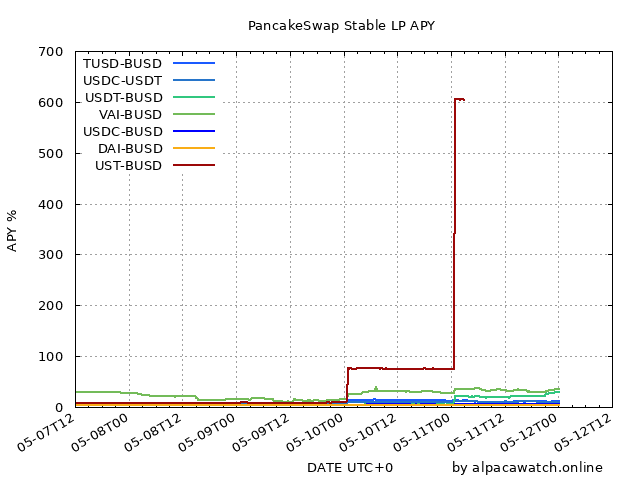 PancakeSwap Stable LP APY
700
600
500
400
300
200
100
0
APY %
TUSD-BUSD
USDC-USDT
USDT-BUSD
VAI-BUSD
USDC-BUSD
DAI-BUSD
UST-BUSD
05-07T12
05-08T00
05-08T12
05-09T00
05-09T12
05-10T00
05-10T12
05-11T00
05-11T12
05-12T00
05-12T12
DATE UTC+0
by alpacawatch.online